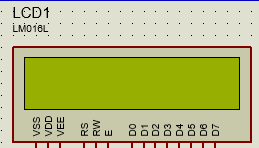 LCD1
LM016L
VSS VDD VEE RS RW E D0 D1 D2 D3 D4 D5 D6 D7